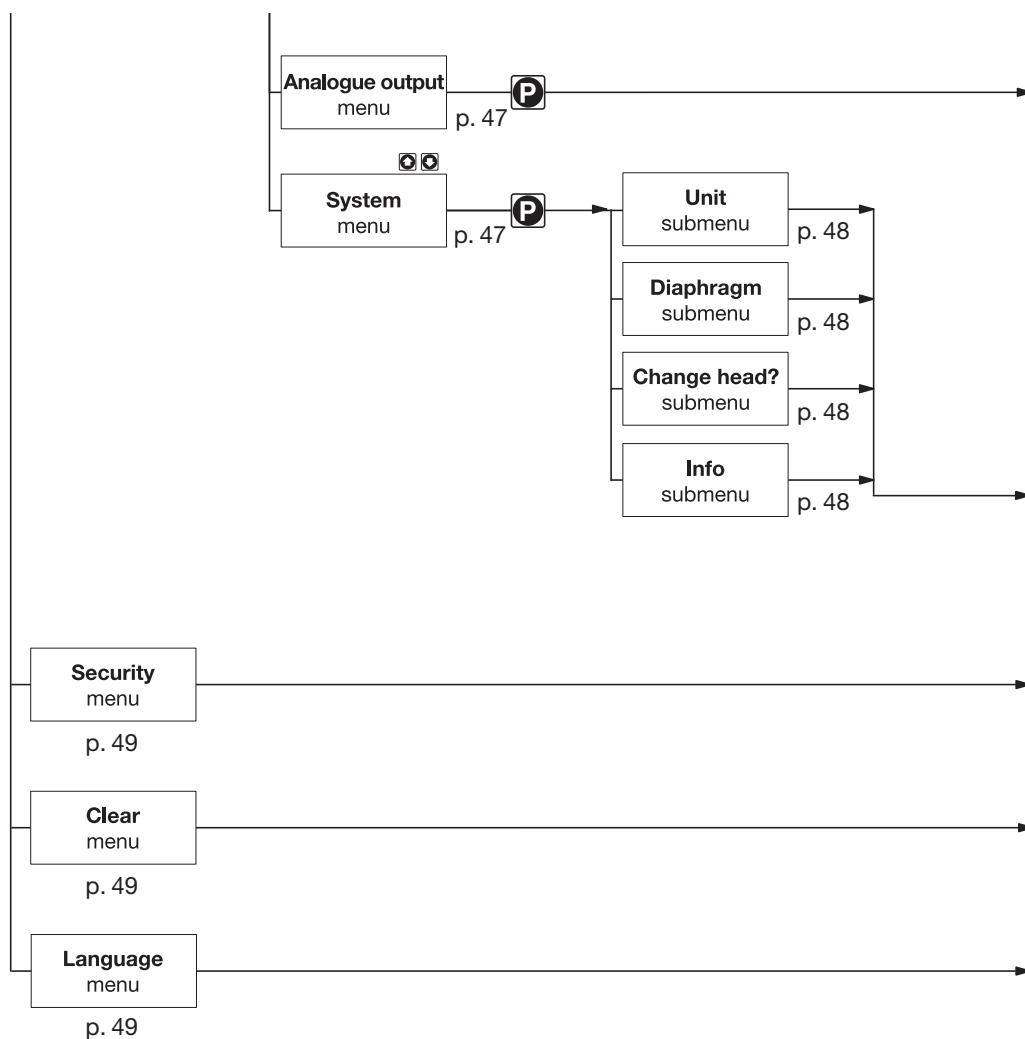 Analogue output
menu
p. 47
P
System
menu
p. 47
P
Unit
submenu
p. 48
Diaphragm
submenu
p. 48
Change head?
submenu
p. 48
Info
submenu
p. 48
Security
menu
p. 49
Clear
menu
p. 49
Language
menu
p. 49